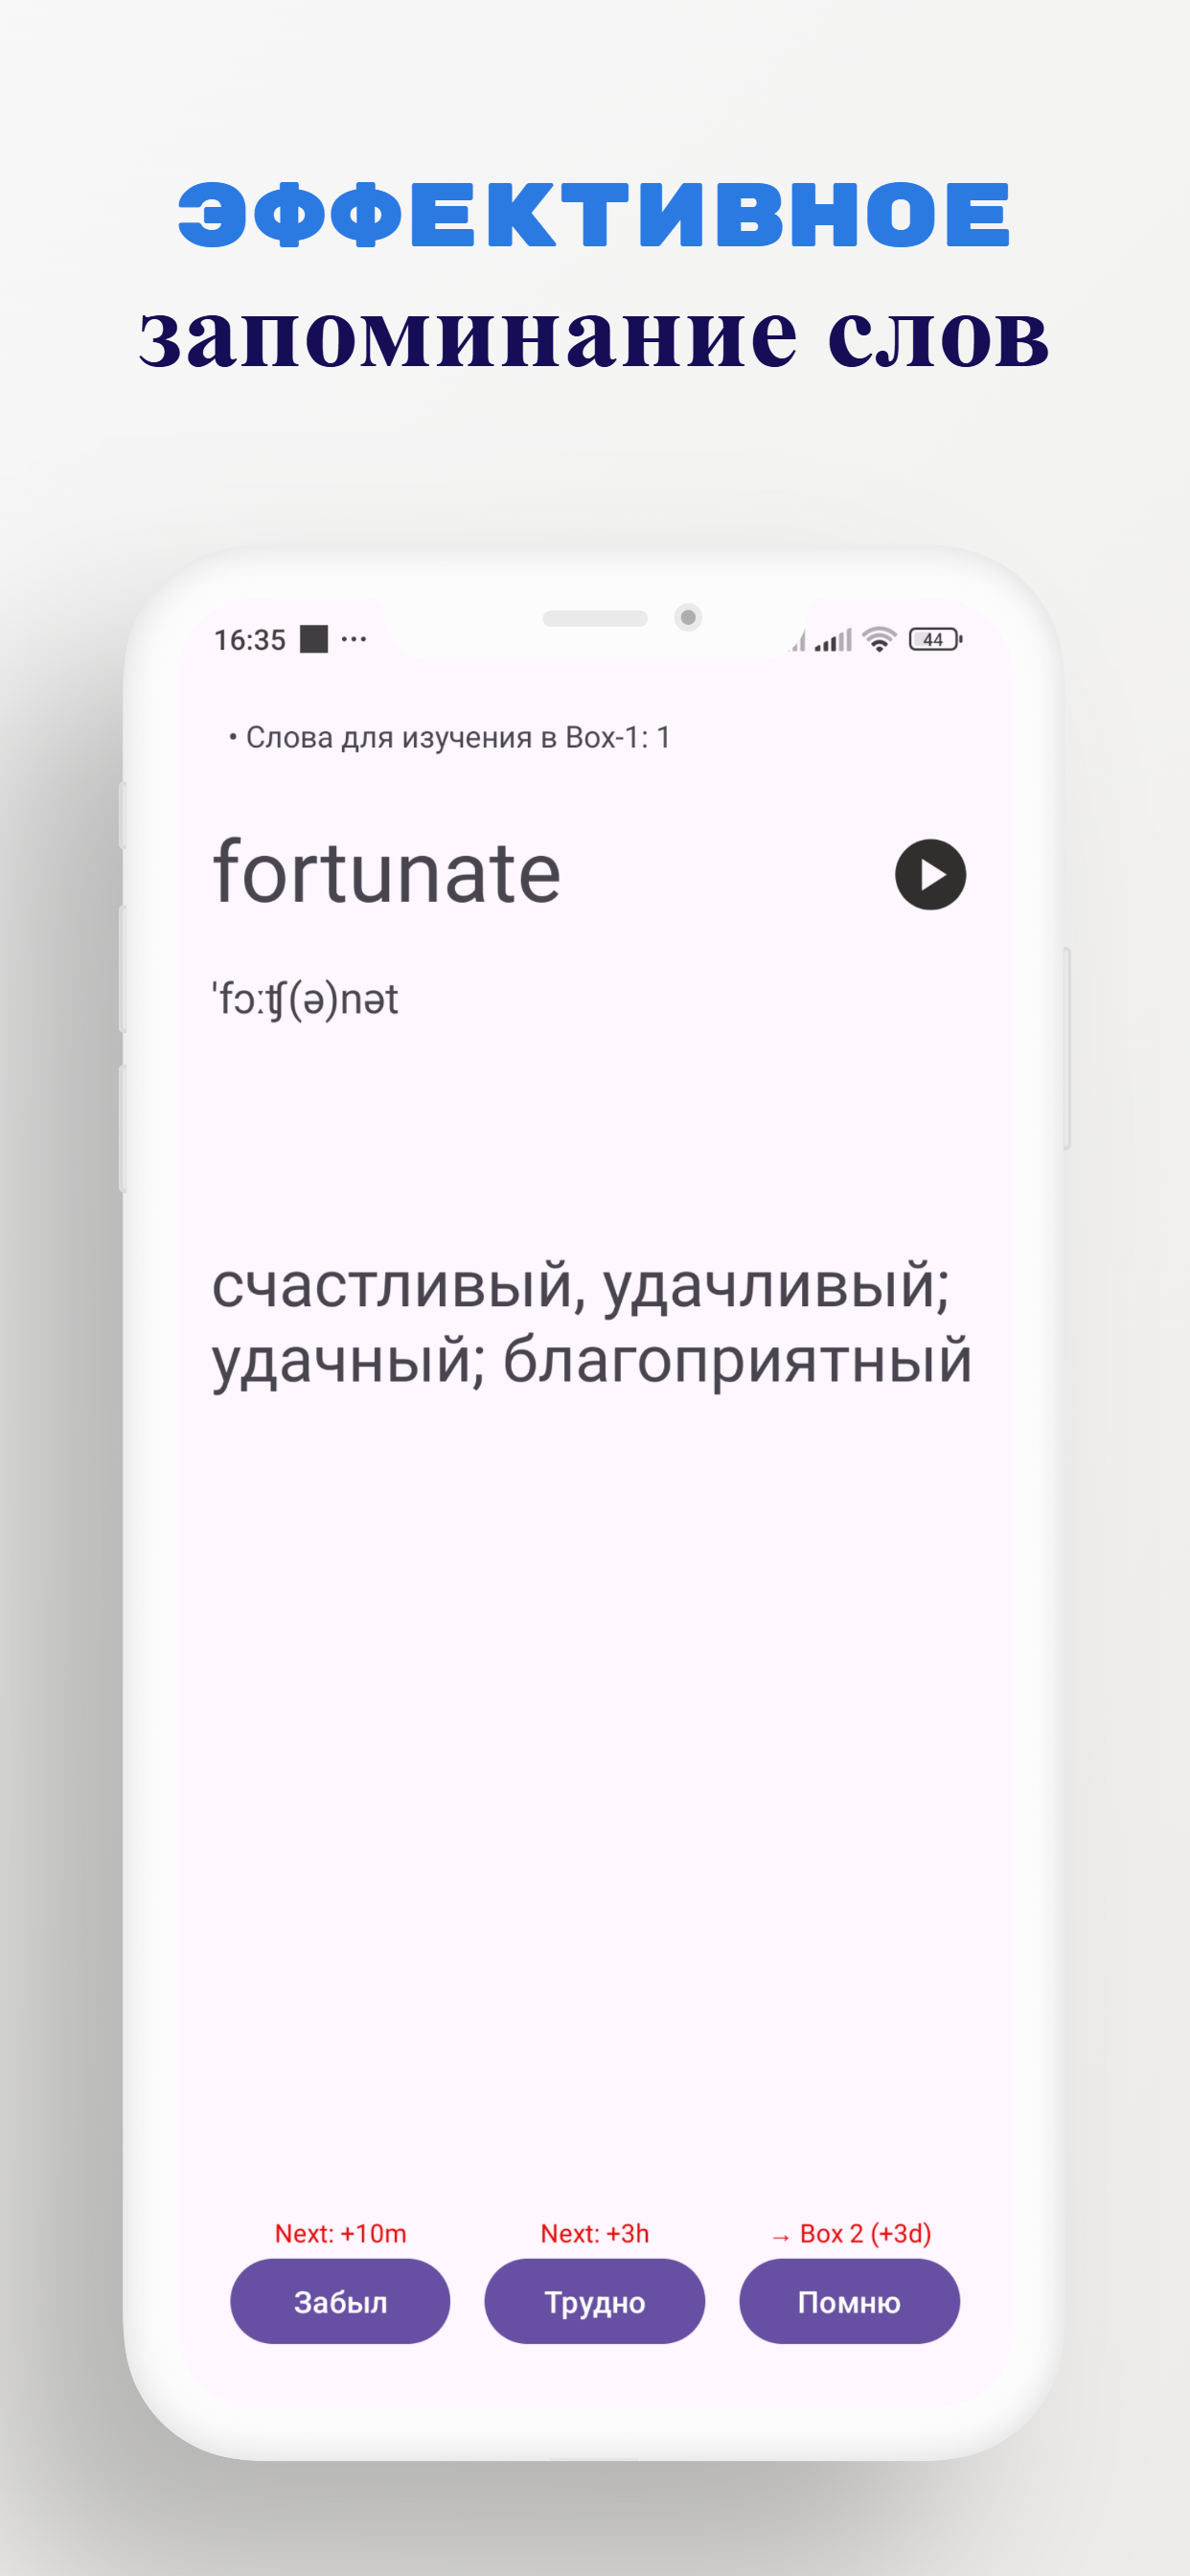 ЭФФЕКТИВНОЕ
запоминание слов
16:35 ...
44
• Слова для изучения в Box-1: 1
fortunate
'fɔːʧ(ə)nət
счастливый, удачливый;
удачный; благоприятный
Next: +10m Next: +3h → Box 2 (+3d)
Забыл Трудно Помню